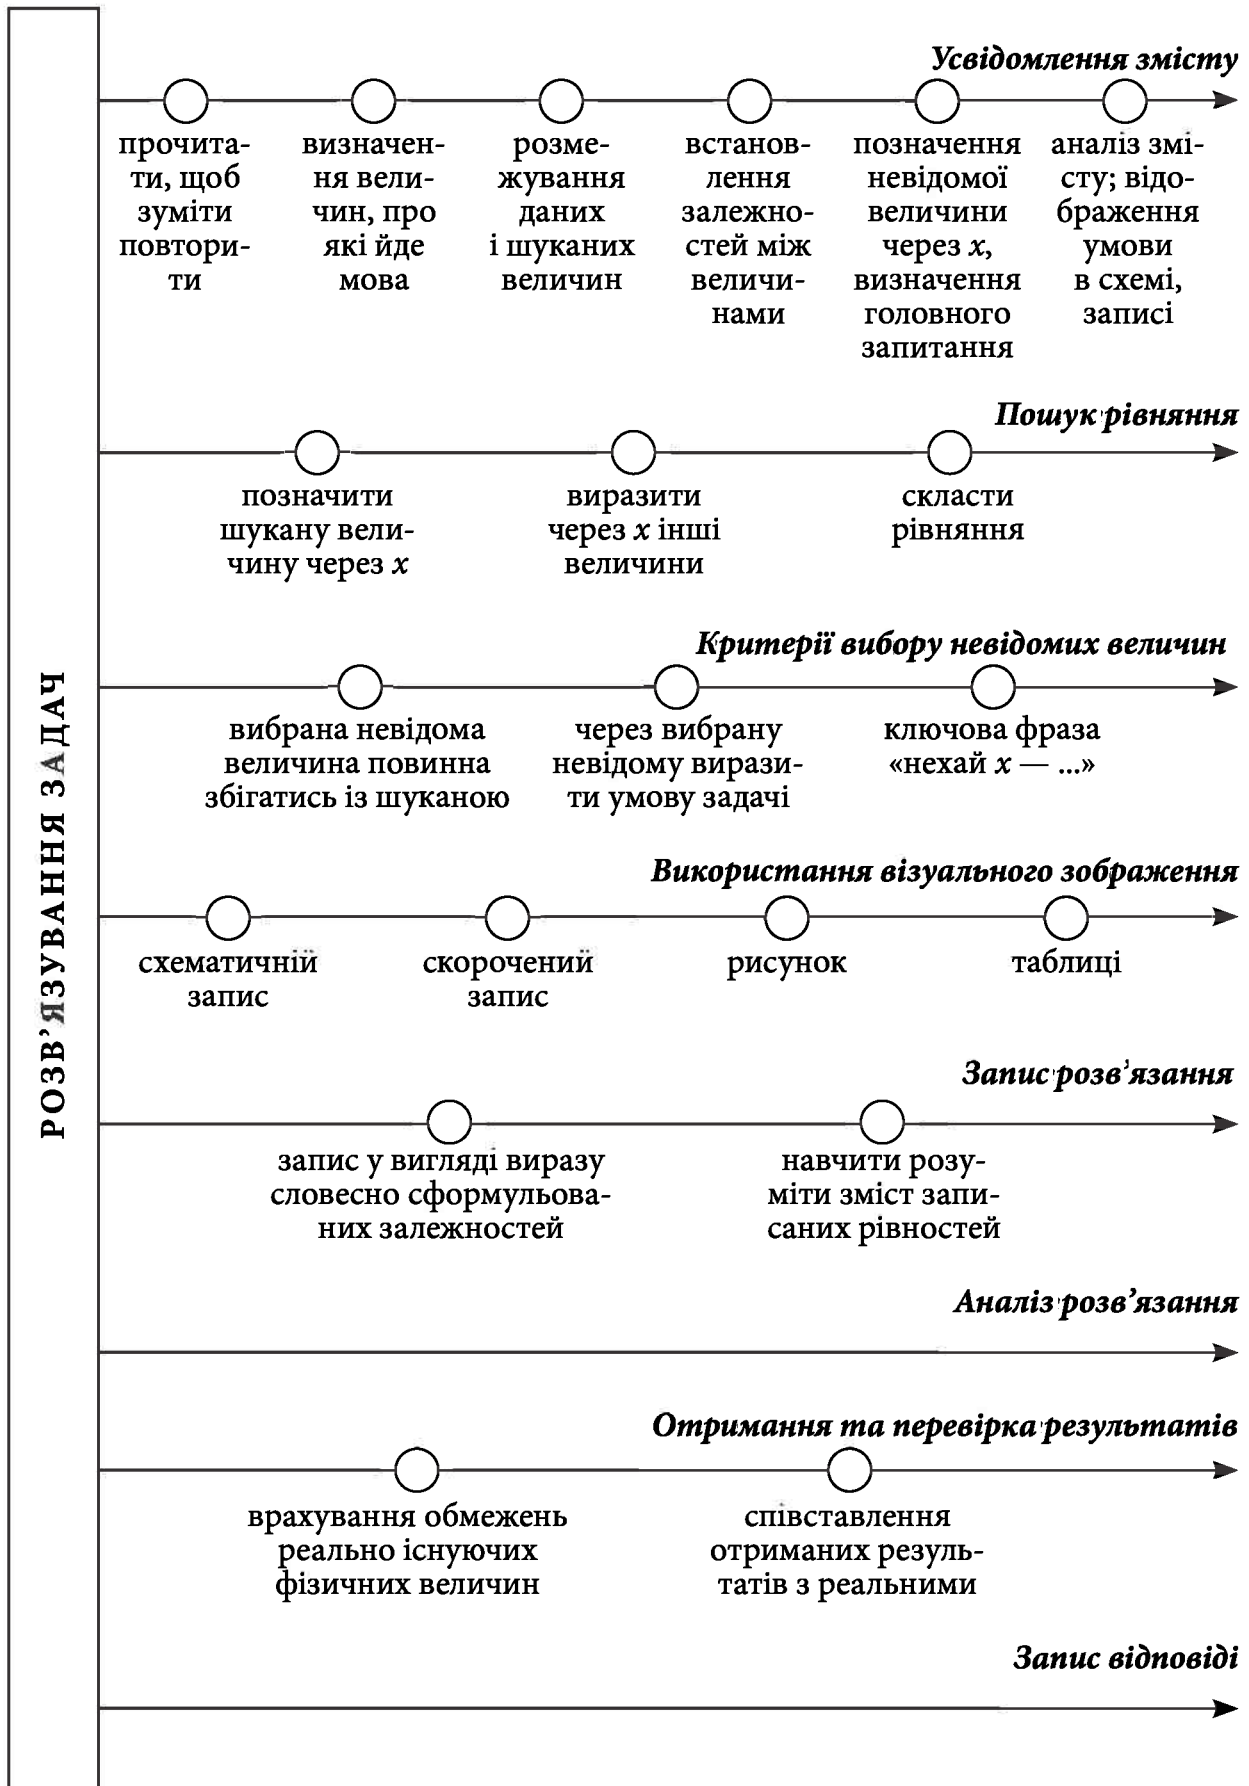 РОЗВ’ЯЗУВАННЯ ЗАДАЧ
Усвідомлення змісту
прочита-
ти, щоб
зуміти
повтори-
ти
визначен-
ня вели-
чин, про
які йде
мова
розме-
жування
даних
і шуканих
величин
встанов-
лення
залежно-
стей між
величи-
нами
позначення
невідомої
величини
через x,
визначення
головного
запитання
аналіз змі-
сту; відо-
браження
умови
в схемі,
записі
Пошук рівняння
позначити
шукану вели-
чину через x
виразити
через x інші
величини
скласти
рівняння
Критерії вибору невідомих величин
вибрана невідома
величина повинна
збігатись із шуканою
через вибрану
невідому вирази-
ти умову задачі
ключова фраза
«нехай x — ...»
Використання візуального зображення
схематичній
запис
скорочений
запис
рисунок
таблиці
Запис розв’язання
запис у вигляді виразу
словесно сформульова-
них залежностей
навчити розу-
міти зміст запи-
саних рівностей
Аналіз розв’язання
Отримання та перевірка результатів
врахування обмежень
реально існуючих
фізичних величин
співставлення
отриманих резуль-
татів з реальними
Запис відповіді